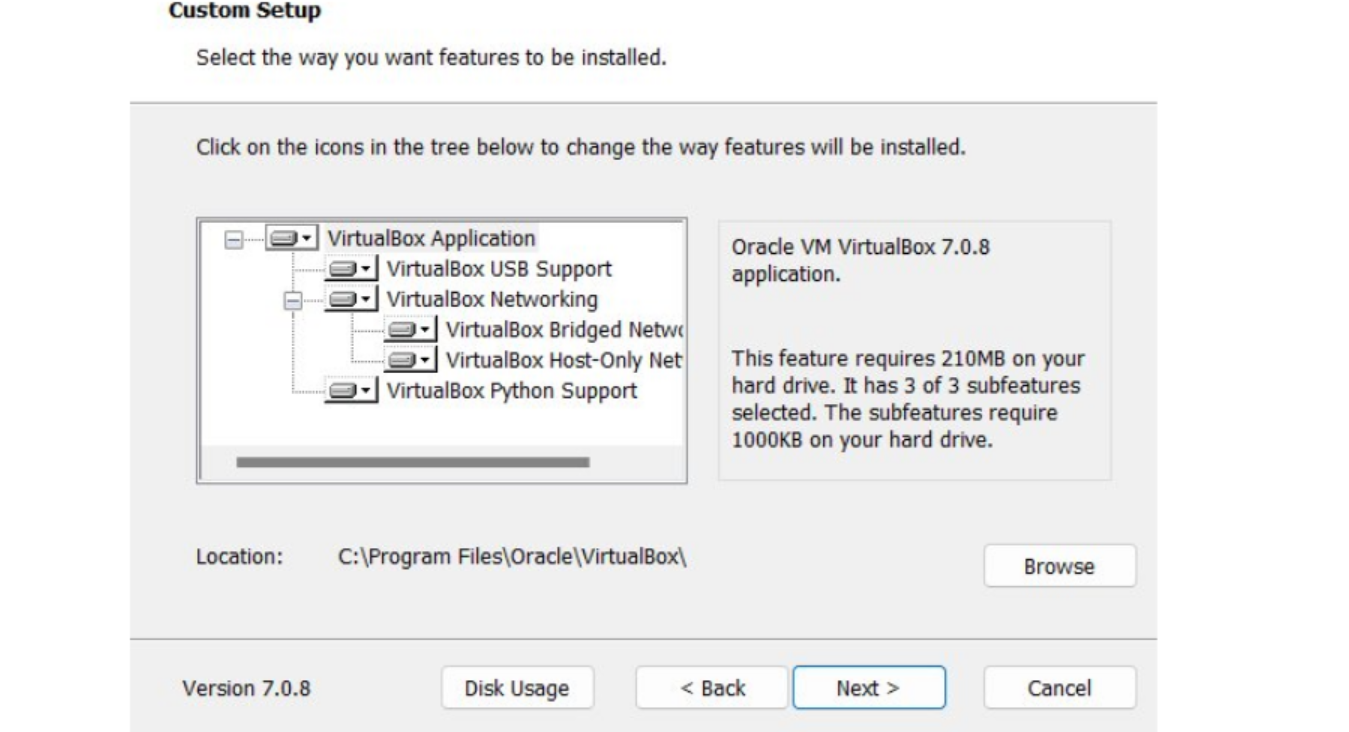 Custom Setup
Select the way you want features to be installed.
Click on the icons in the tree below to change the way features will be installed.
VirtualBox Application
VirtualBox USB Support
VirtualBox Networking
VirtualBox Bridged Netwo
VirtualBox Host-Only Net
VirtualBox Python Support
Oracle VM VirtualBox 7.0.8
application.
This feature requires 210MB on your
hard drive. It has 3 of 3 subfeatures
selected. The subfeatures require
1000KB on your hard drive.
Location: C:\Program Files\Oracle\VirtualBox\
Browse
Version 7.0.8 Disk Usage < Back Next > Cancel